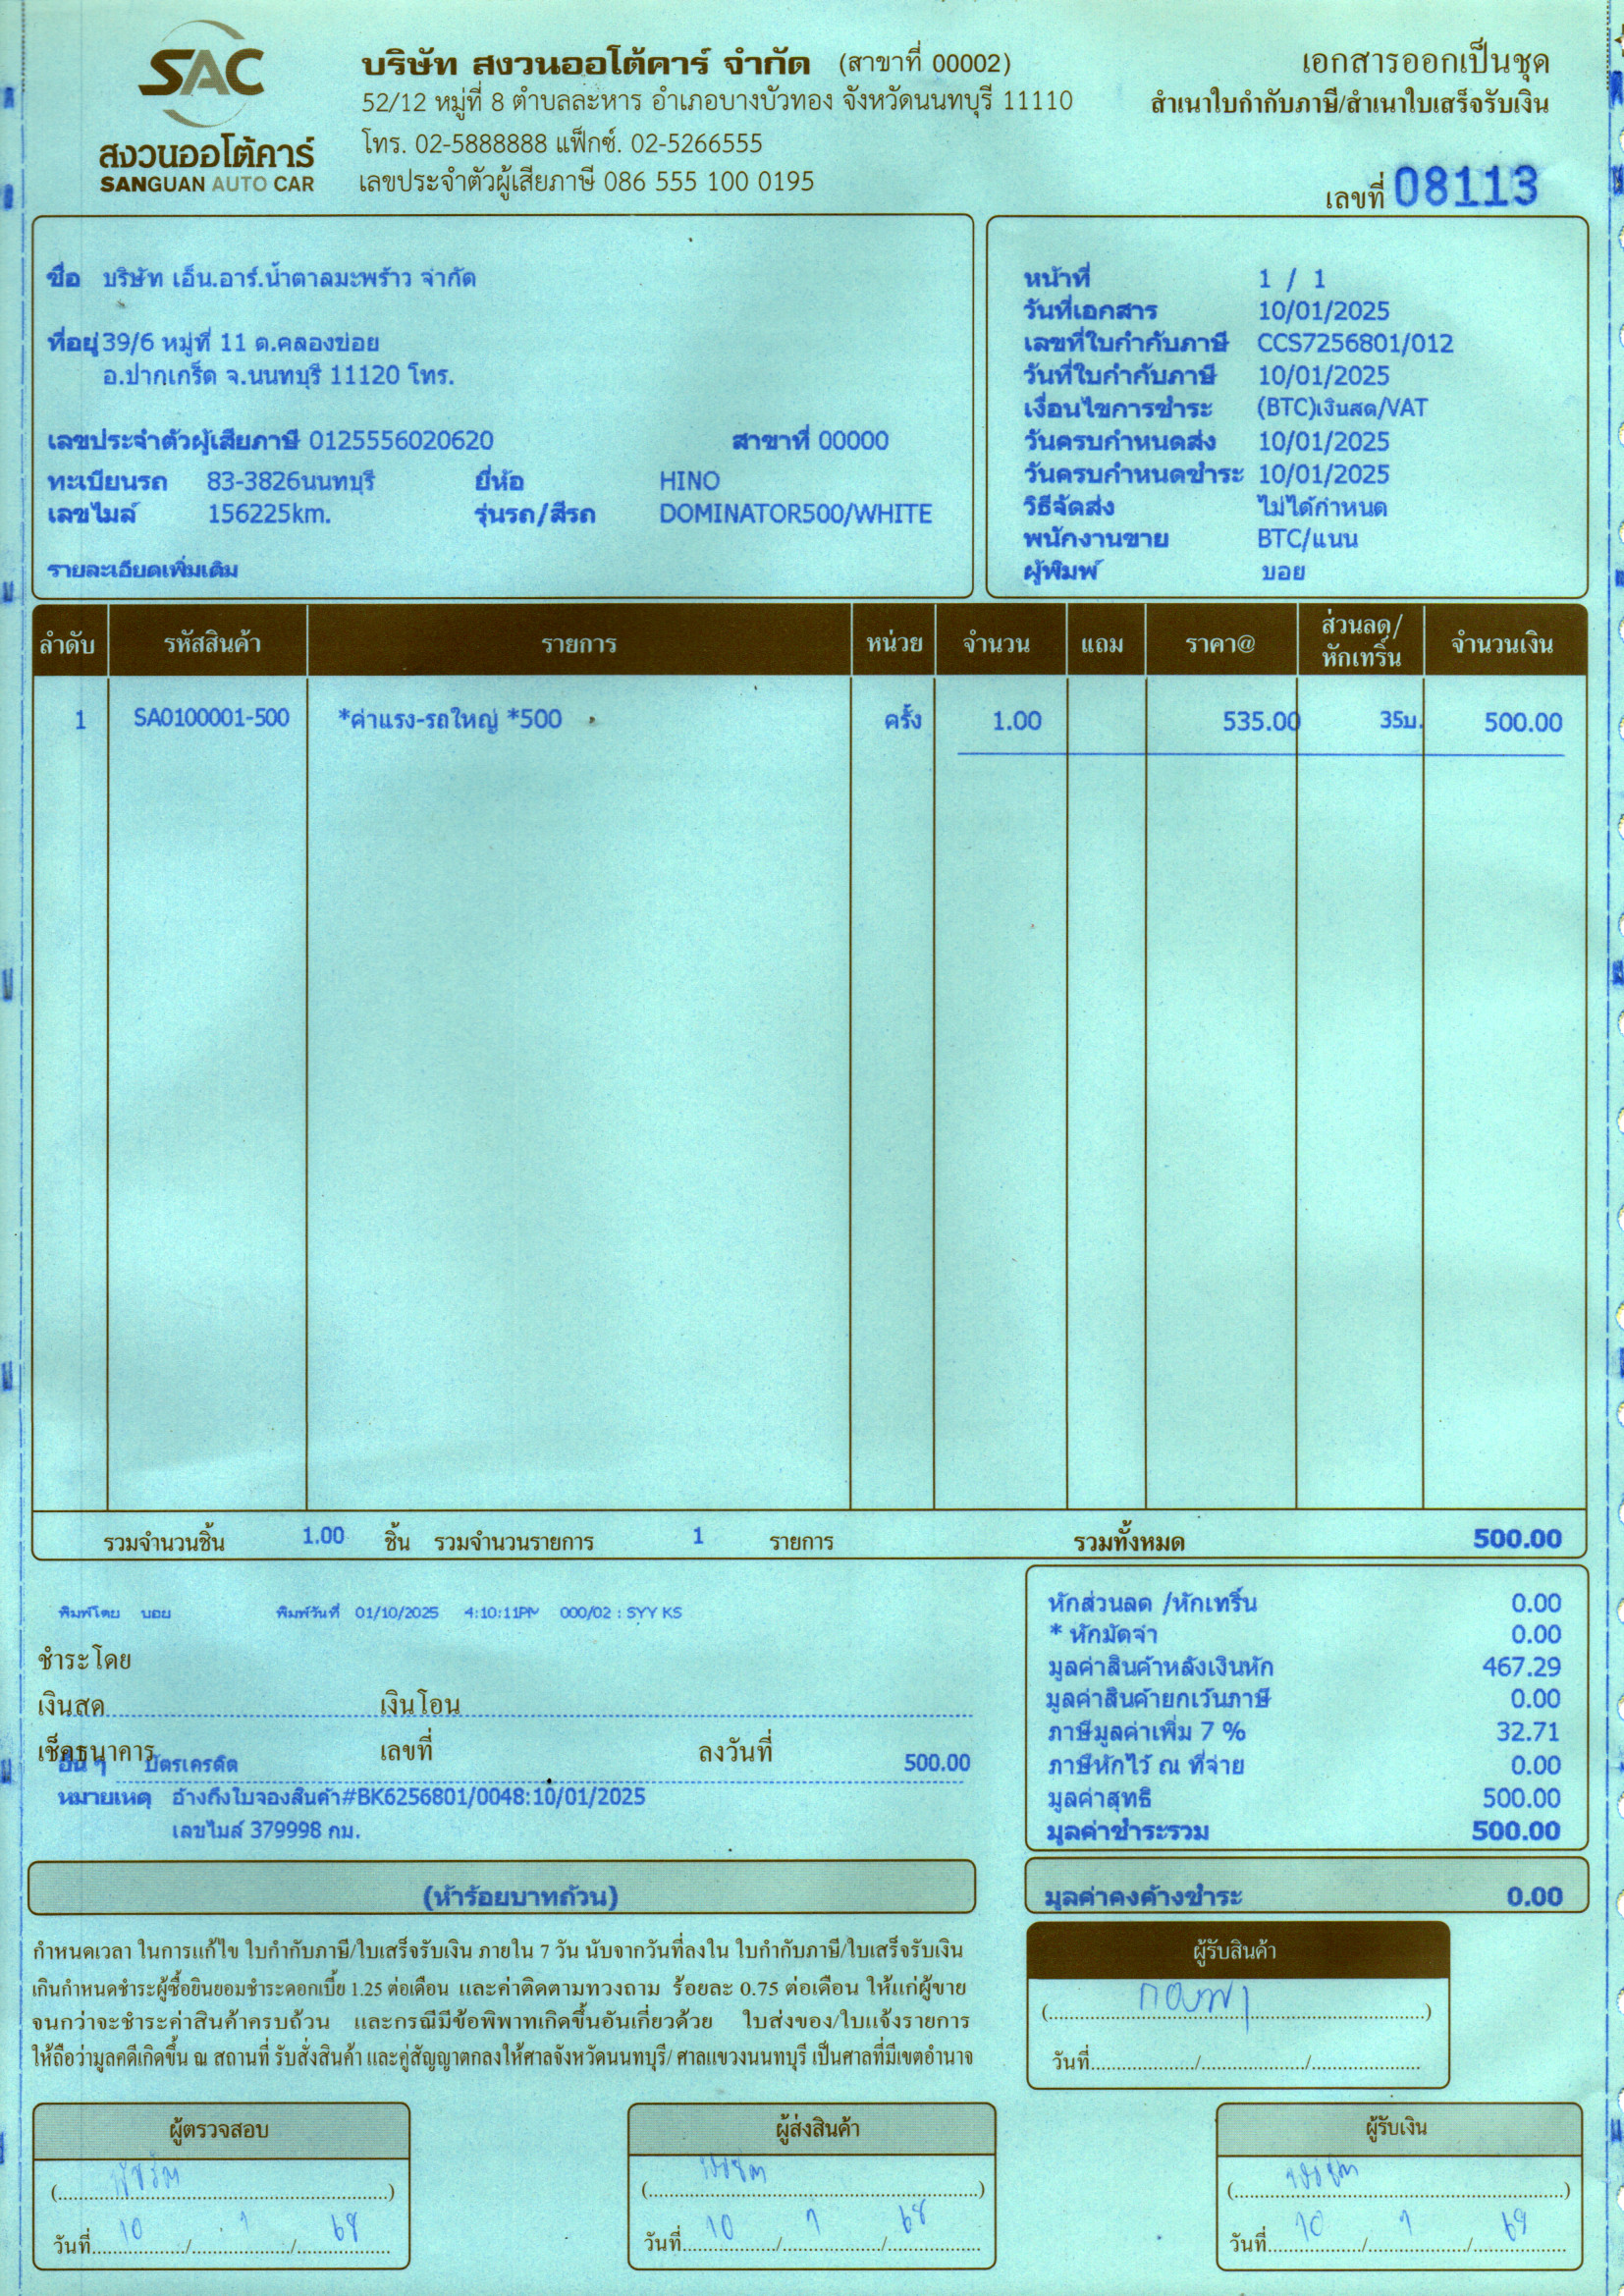 SAC
สงวนออโต้คาร์
SANGUAN AUTO CAR
บริษัท สงวนออโต้คาร์ จำกัด (สาขาที่ 00002)
52/12 หมู่ที่ 8 ตำบลละหาร อำเภอบางบัวทอง จังหวัดนนทบุรี 11110
โทร. 02-5888888 แฟ็กซ์. 02-5266555
เลขประจำตัวผู้เสียภาษี 086 555 100 0195
เอกสารออกเป็นชุด
สำเนาใบกำกับภาษี/สำเนาใบเสร็จรับเงิน
เลขที่ 08113
ชื่อ บริษัท เอ็น.อาร์.น้ำตาลมะพร้าว จำกัด
ที่อยู่ 39/6 หมู่ที่ 11 ต.คลองข่อย
อ.ปากเกร็ด จ.นนทบุรี 11120 โทร.
เลขประจำตัวผู้เสียภาษี 0125556020620 สาขาที่ 00000
ทะเบียนรถ 83-3826นนทบุรี ยี่ห้อ HINO
เลขไมล์ 156225km. รุ่นรถ/สีรถ DOMINATOR500/WHITE
รายละเอียดเพิ่มเติม
หน้าที่ 1 / 1
วันที่เอกสาร 10/01/2025
เลขที่ใบกำกับภาษี CCS7256801/012
วันที่ใบกำกับภาษี 10/01/2025
เงื่อนไขการชำระ (BTC)เงินสด/VAT
วันครบกำหนดส่ง 10/01/2025
วันครบกำหนดชำระ 10/01/2025
วิธีจัดส่ง ไม่ได้กำหนด
พนักงานขาย BTC/แนน
ผู้พิมพ์ บอย
ลำดับ รหัสสินค้า รายการ หน่วย จำนวน แถม ราคา@ ส่วนลด/หักเทริ์น จำนวนเงิน
1 SA0100001-500 *ค่าแรง-รถใหญ่ *500 ครั้ง 1.00 535.00 35บ. 500.00
รวมจำนวนชิ้น 1.00 ชิ้น รวมจำนวนรายการ 1 รายการ รวมทั้งหมด 500.00
พิมพ์โดย บอย พิมพ์วันที่ 01/10/2025 4:10:11PM 000/02 : SYY KS
ชำระโดย
เงินสด เงินโอน
เช็คธนาคาร เลขที่ ลงวันที่
อื่น ๆ บัตรเครดิต 500.00
หมายเหตุ อ้างถึงใบจองสินค้า#BK6256801/0048:10/01/2025
เลขไมล์ 379998 กม.
หักส่วนลด /หักเทริ์น 0.00
* หักมัดจำ 0.00
มูลค่าสินค้าหลังเงินหัก 467.29
มูลค่าสินค้ายกเว้นภาษี 0.00
ภาษีมูลค่าเพิ่ม 7 % 32.71
ภาษีหักไว้ ณ ที่จ่าย 0.00
มูลค่าสุทธิ 500.00
มูลค่าชำระรวม 500.00
(ห้าร้อยบาทถ้วน)
มูลค่าคงค้างชำระ 0.00
กำหนดเวลา ในการแก้ไข ใบกำกับภาษี/ใบเสร็จรับเงิน ภายใน 7 วัน นับจากวันที่ลงใน ใบกำกับภาษี/ใบเสร็จรับเงิน
เกินกำหนดชำระผู้ซื้อยินยอมชำระดอกเบี้ย 1.25 ต่อเดือน และค่าติดตามทวงถาม ร้อยละ 0.75 ต่อเดือน ให้แก่ผู้ขาย
จนกว่าจะชำระค่าสินค้าครบถ้วน และกรณีมีข้อพิพาทเกิดขึ้นอันเกี่ยวด้วย ใบส่งของ/ใบแจ้งรายการ
ให้ถือว่ามูลคดีเกิดขึ้น ณ สถานที่ รับสั่งสินค้า และคู่สัญญาตกลงให้ศาลจังหวัดนนทบุรี/ ศาลแขวงนนทบุรี เป็นศาลที่มีเขตอำนาจ
ผู้รับสินค้า
วันที่ / /
ผู้ตรวจสอบ
วันที่ 10 / 1 / 68
ผู้ส่งสินค้า
วันที่ 10 / 1 / 68
ผู้รับเงิน
วันที่ 10 / 1 / 68